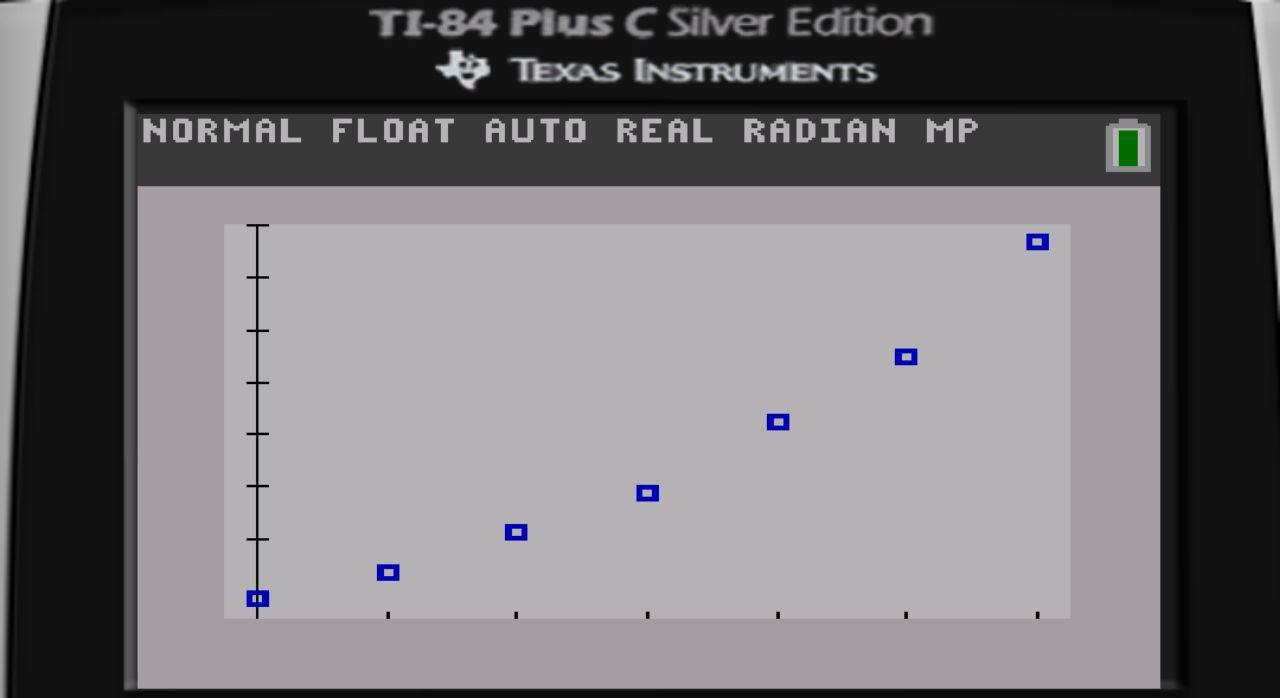 TI-84 Plus C Silver Edition
TEXAS INSTRUMENTS
NORMAL FLOAT AUTO REAL RADIAN MP